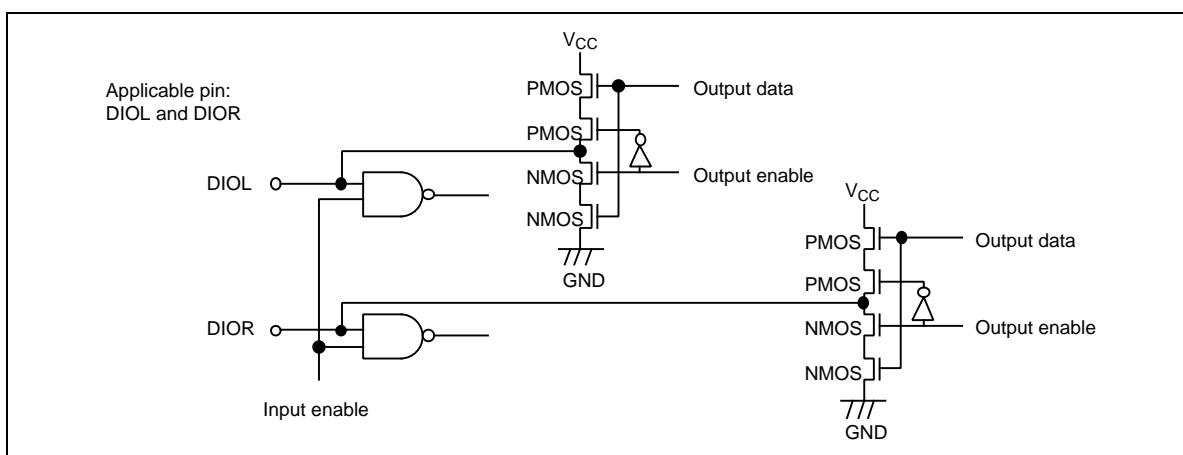 Applicable pin:
DIOL and DIOR
VCC
PMOS
Output data
PMOS
DIOL
NMOS
Output enable
NMOS
GND
VCC
PMOS
Output data
PMOS
DIOR
NMOS
Output enable
NMOS
Input enable
GND